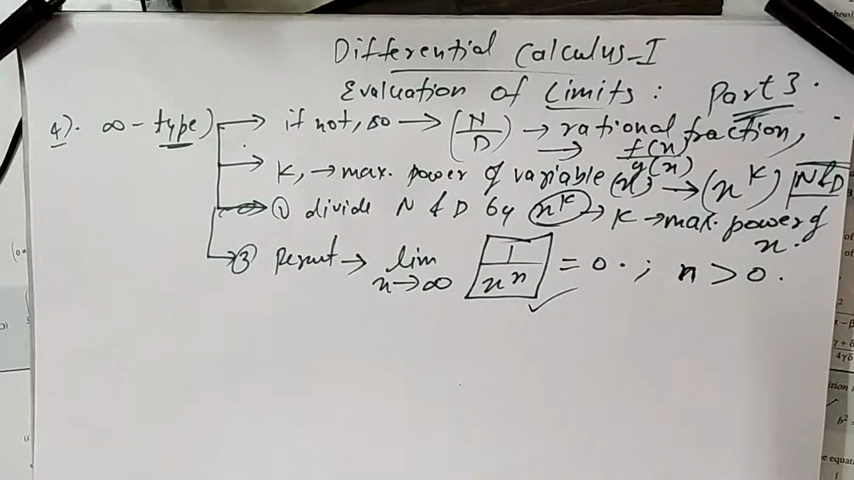 Differential Calculus-I
Evaluation of Limits : Part 3.
4). ∞-type) → if not, so → (N/D) → rational fraction,
→ f(x)/g(x)
K, → max. power of variable (x) → (x^K) N & D
→ ① divide N & D by x^K → K → max. power of x.
→ ③ Result → lim x→∞ 1/x^n = 0. ; n > 0.